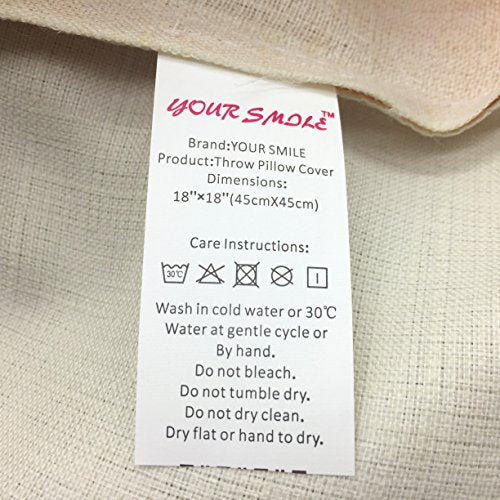 YOUR SMILE™
Brand:YOUR SMILE
Product:Throw Pillow Cover
Dimensions:
18"×18"(45cmX45cm)
Care Instructions:
30℃
Wash in cold water or 30℃
Water at gentle cycle or
By hand.
Do not bleach.
Do not tumble dry.
Do not dry clean.
Dry flat or hand to dry.